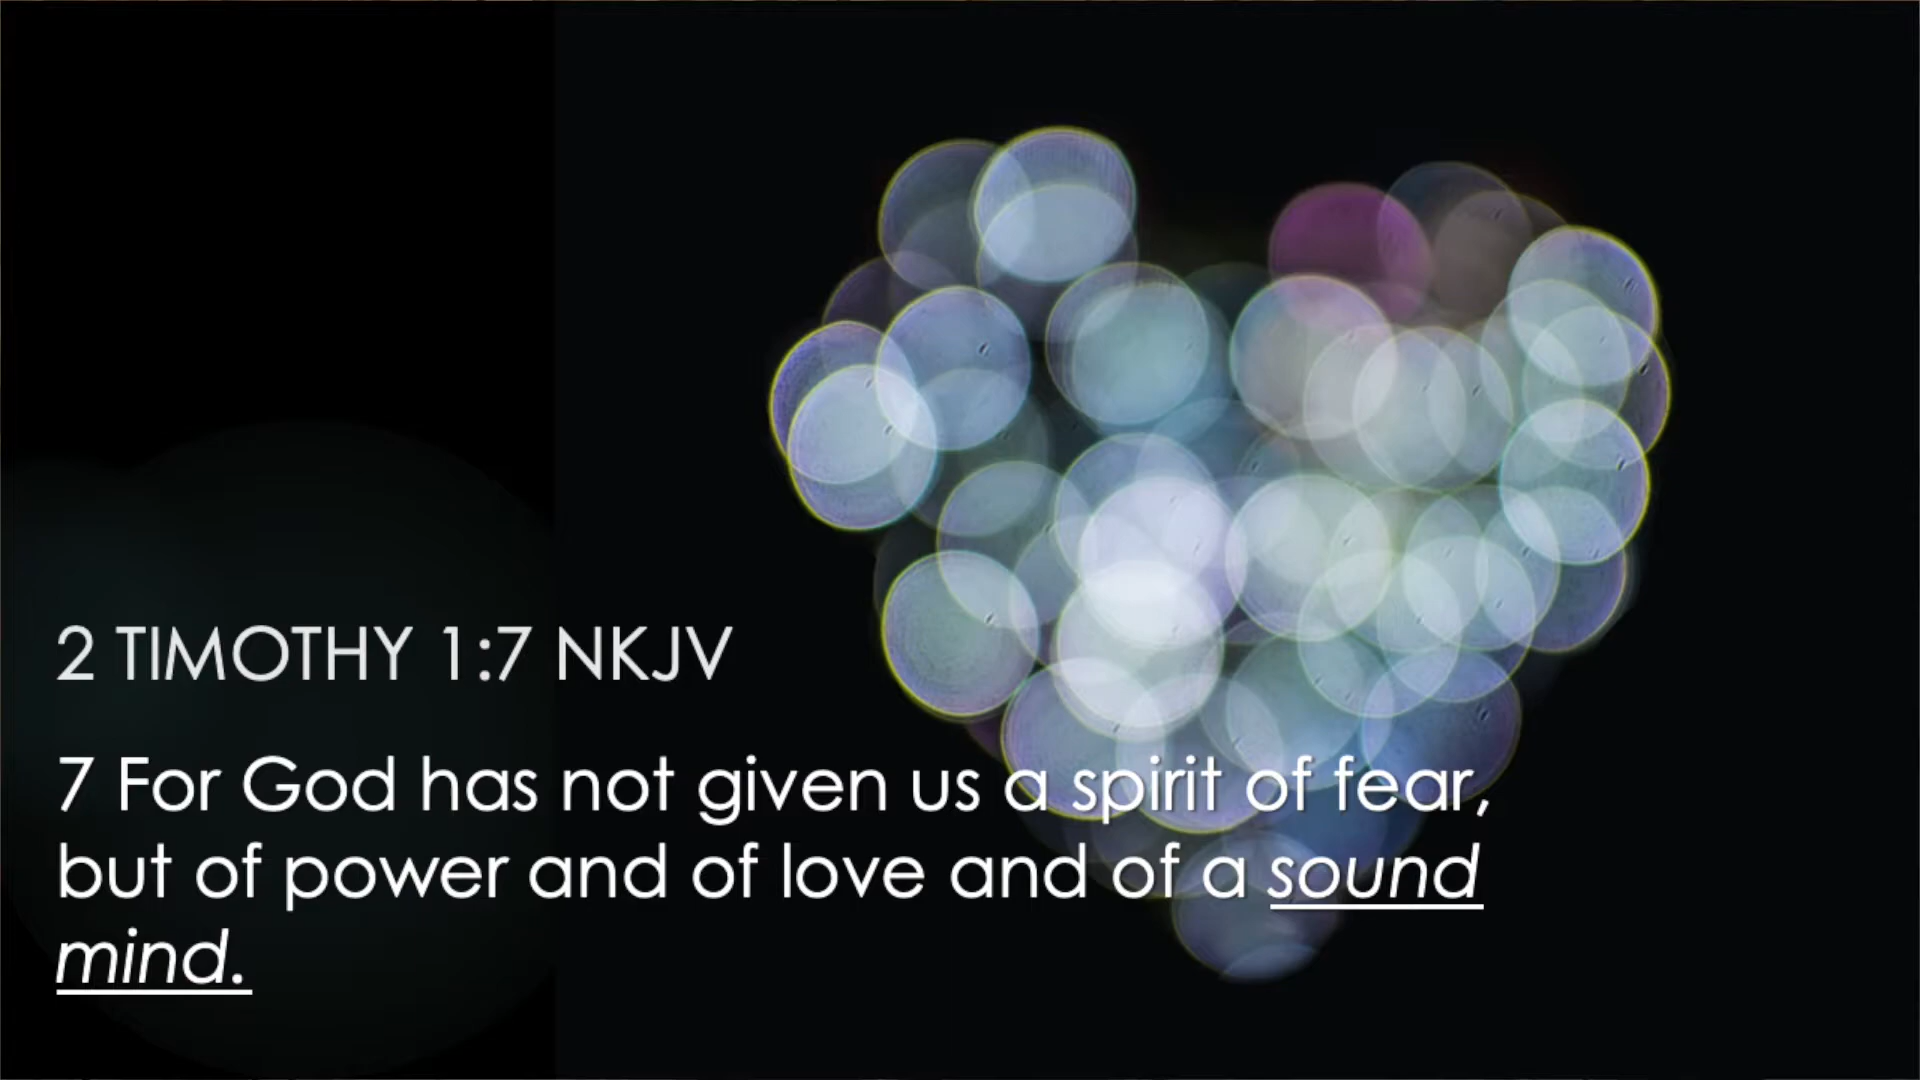 2 TIMOTHY 1:7 NKJV
7 For God has not given us a spirit of fear,
but of power and of love and of a sound
mind.